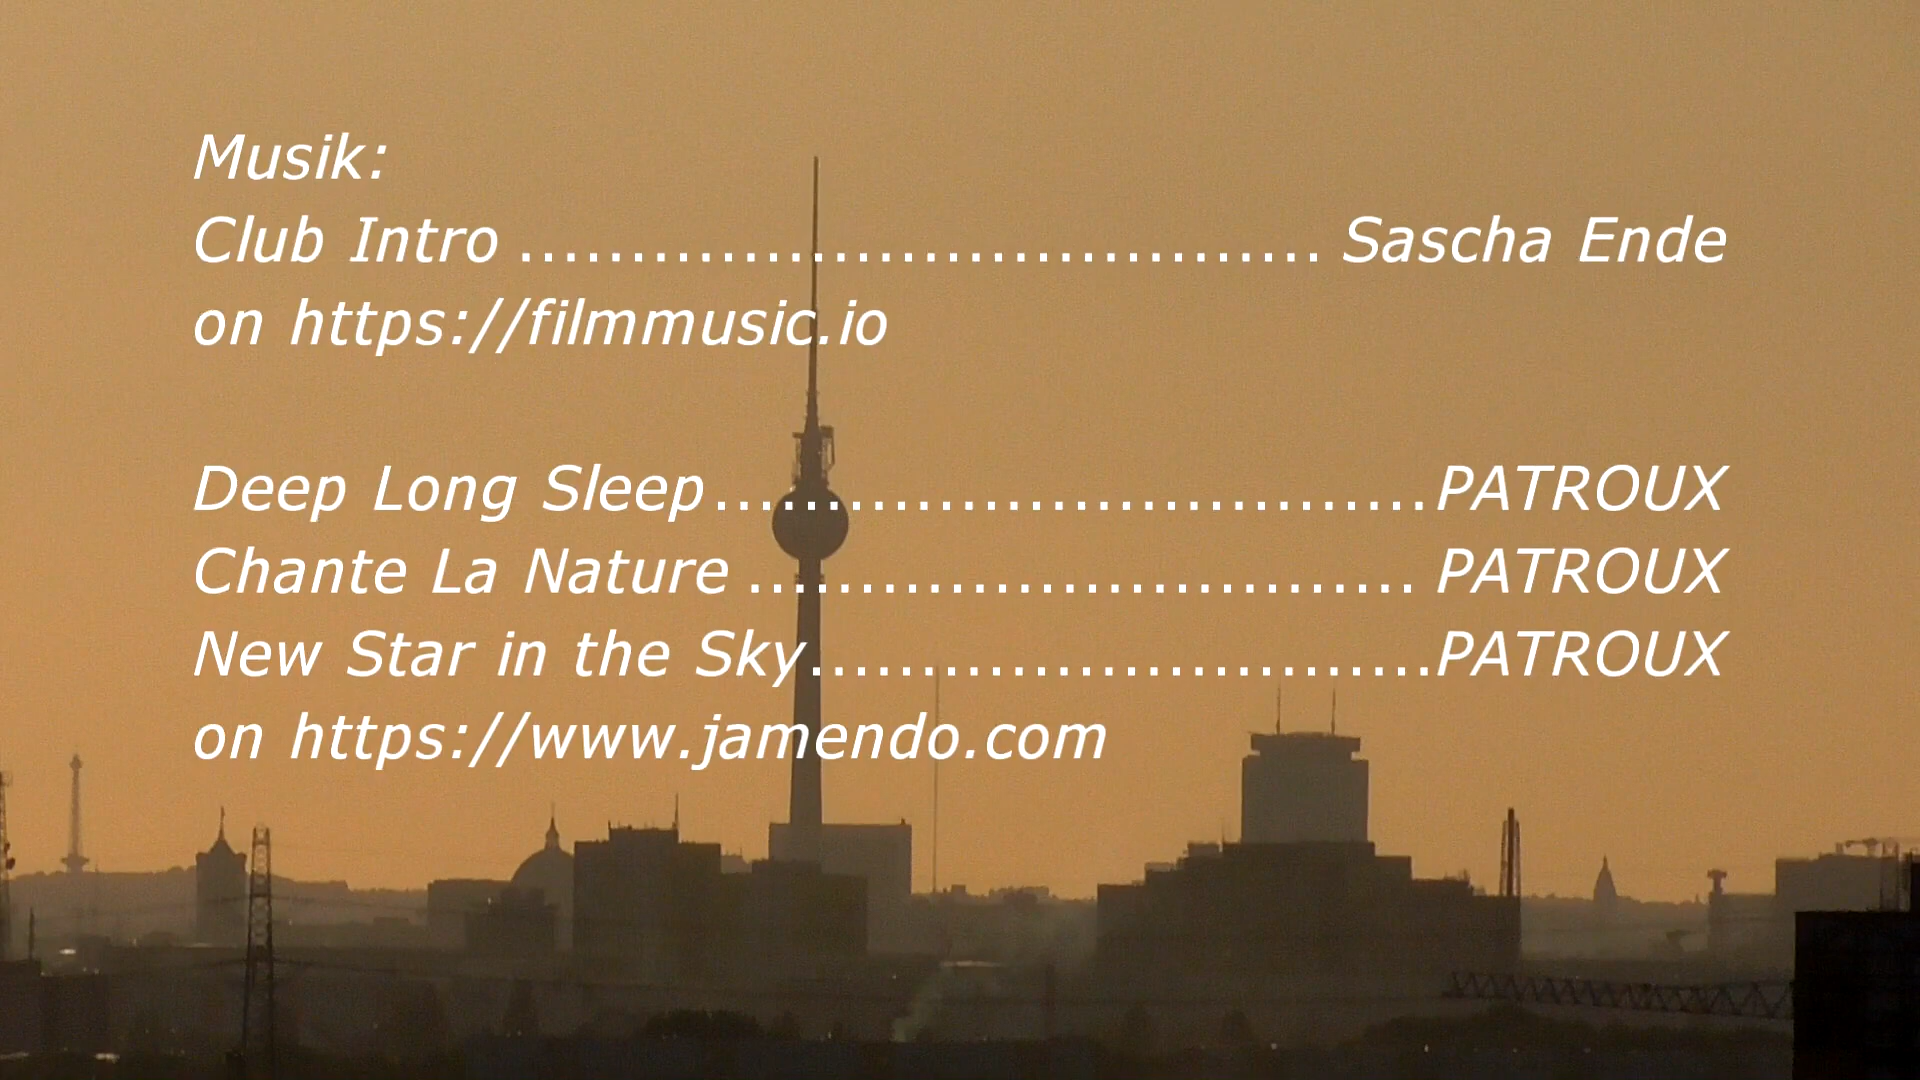 Musik:
Club Intro .................................... Sascha Ende
on https://filmmusic.io
Deep Long Sleep................................PATROUX
Chante La Nature .............................. PATROUX
New Star in the Sky............................PATROUX
on https://www.jamendo.com